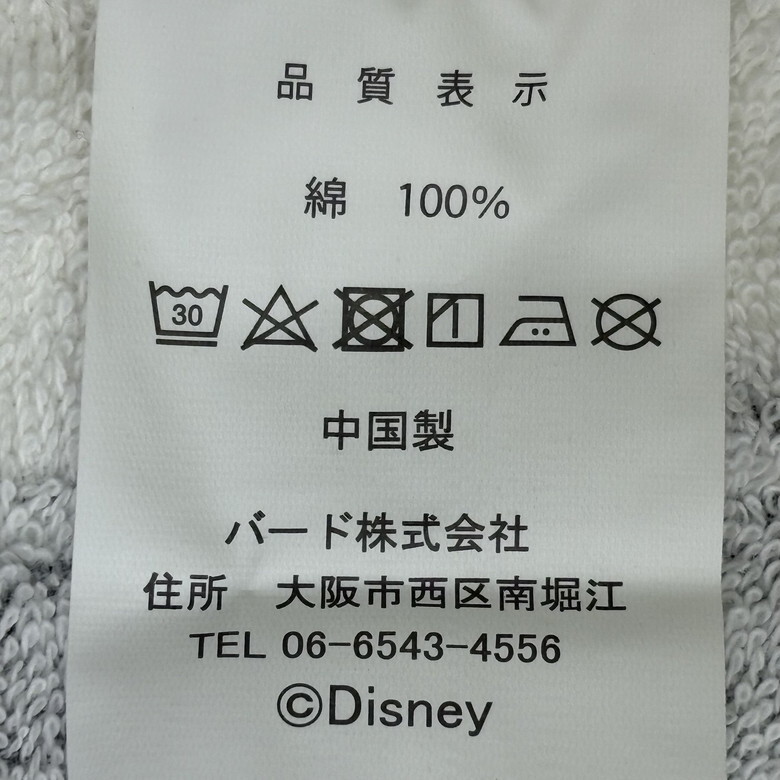 品質表示
綿 100%
30
中国製
バード株式会社
住所 大阪市西区南堀江
TEL 06-6543-4556
©Disney